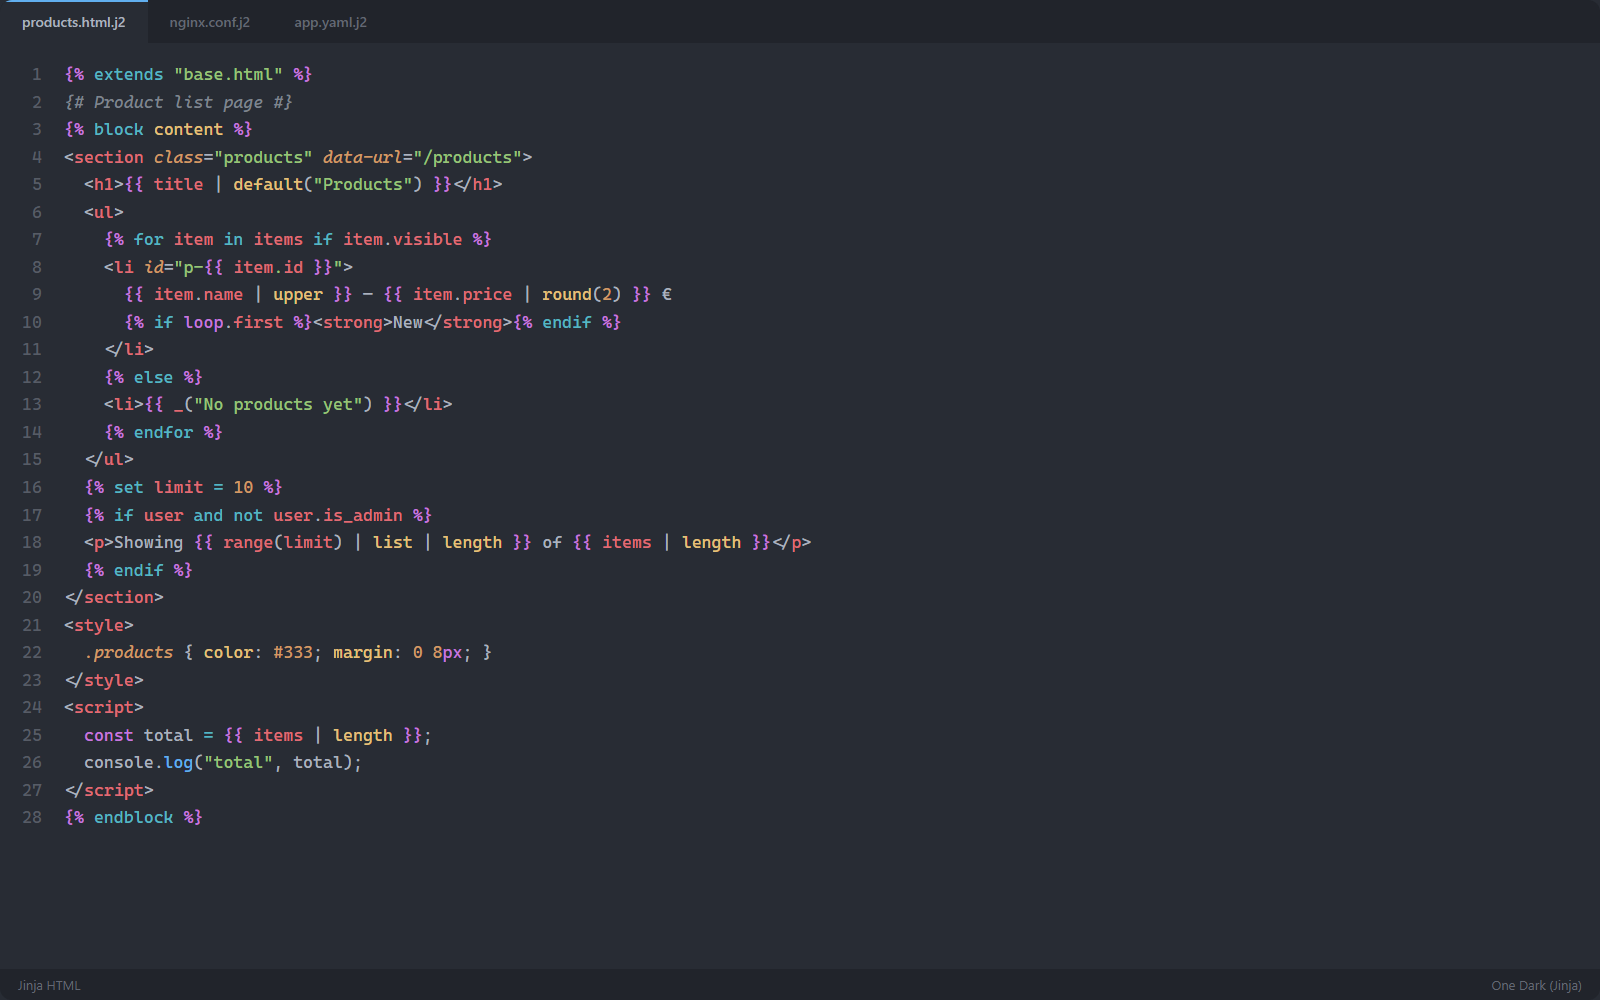 products.html.j2 nginx.conf.j2 app.yaml.j2
1 {% extends "base.html" %}
2 {# Product list page #}
3 {% block content %}
4 <section class="products" data-url="/products">
5   <h1>{{ title | default("Products") }}</h1>
6   <ul>
7     {% for item in items if item.visible %}
8     <li id="p-{{ item.id }}">
9       {{ item.name | upper }} — {{ item.price | round(2) }} €
10       {% if loop.first %}<strong>New</strong>{% endif %}
11     </li>
12     {% else %}
13     <li>{{ _("No products yet") }}</li>
14     {% endfor %}
15   </ul>
16   {% set limit = 10 %}
17   {% if user and not user.is_admin %}
18   <p>Showing {{ range(limit) | list | length }} of {{ items | length }}</p>
19   {% endif %}
20 </section>
21 <style>
22   .products { color: #333; margin: 0 8px; }
23 </style>
24 <script>
25   const total = {{ items | length }};
26   console.log("total", total);
27 </script>
28 {% endblock %}
Jinja HTML One Dark (Jinja)